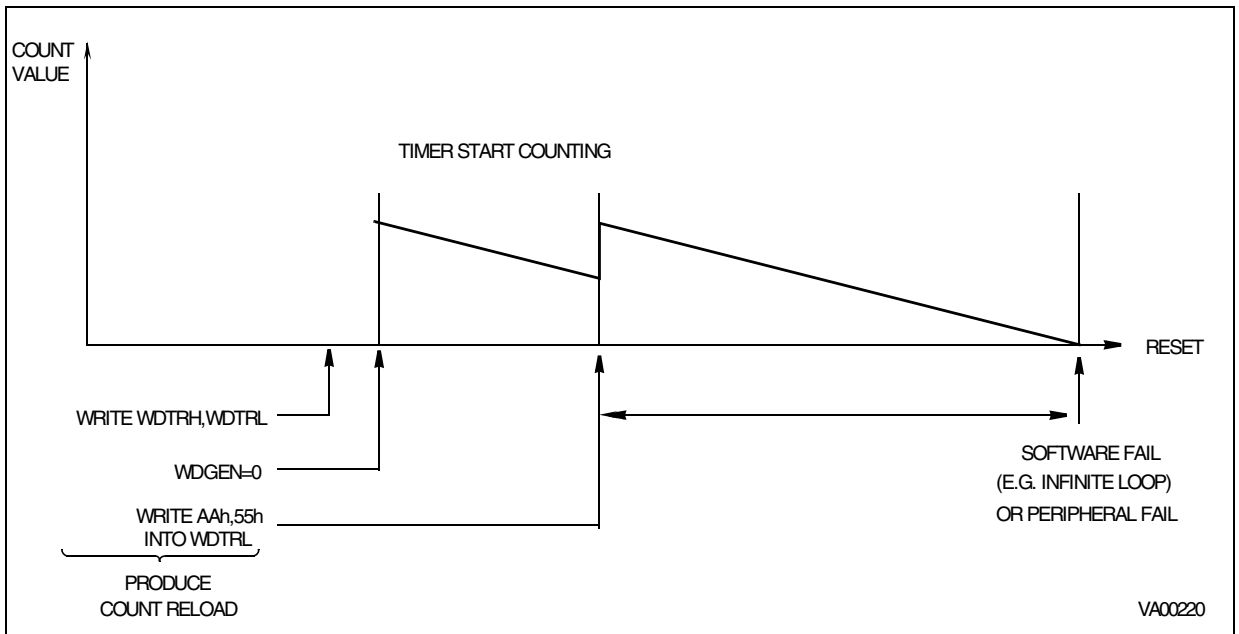 COUNT
VALUE
TIMER START COUNTING
RESET
WRITE WDTRH,WDTRL
WDGEN=0
WRITE AAh,55h
INTO WDTRL
PRODUCE
COUNT RELOAD
SOFTWARE FAIL
(E.G. INFINITE LOOP)
OR PERIPHERAL FAIL
VA00220